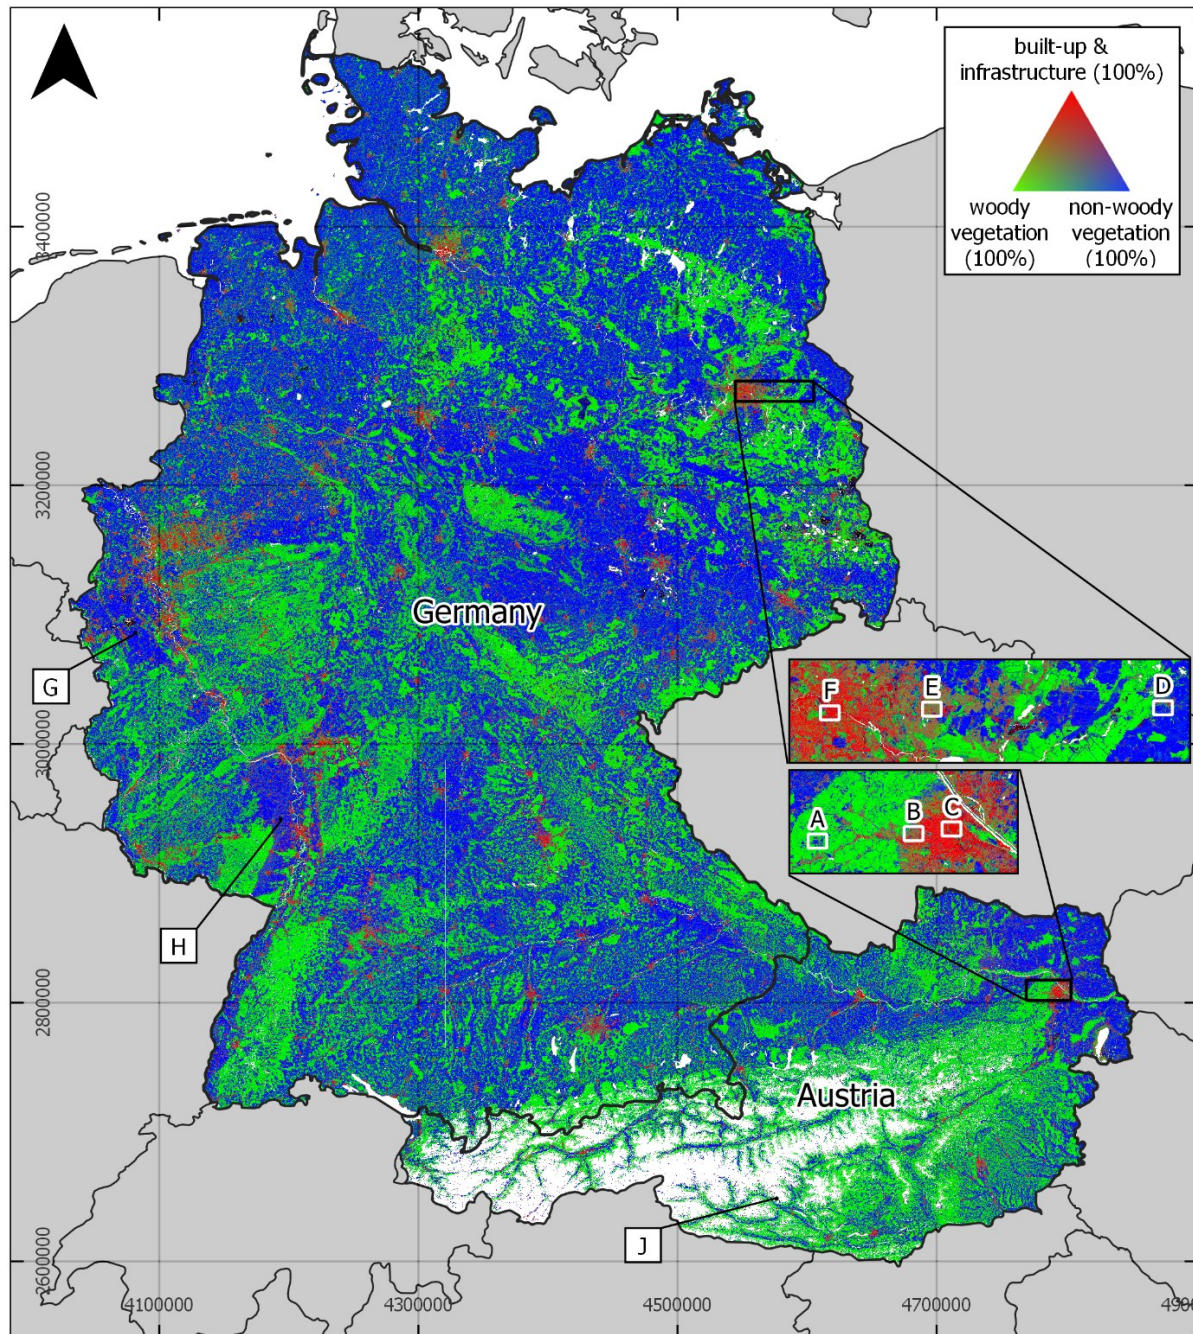 built-up &
infrastructure (100%)
woody
vegetation
(100%)
non-woody
vegetation
(100%)
3400000
3200000
3000000
2800000
2600000
Germany
G
F
E
D
A
B
C
H
Austria
J
4100000
4300000
4500000
4700000
4900